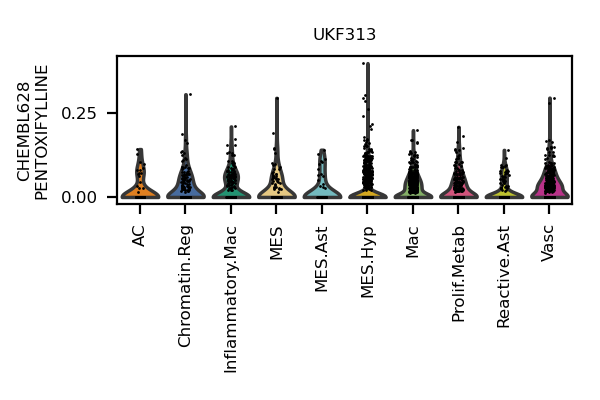 UKF313
CHEMBL628
PENTOXIFYLLINE
0.25
0.00
AC
Chromatin.Reg
Inflammatory.Mac
MES
MES.Ast
MES.Hyp
Mac
Prolif.Metab
Reactive.Ast
Vasc